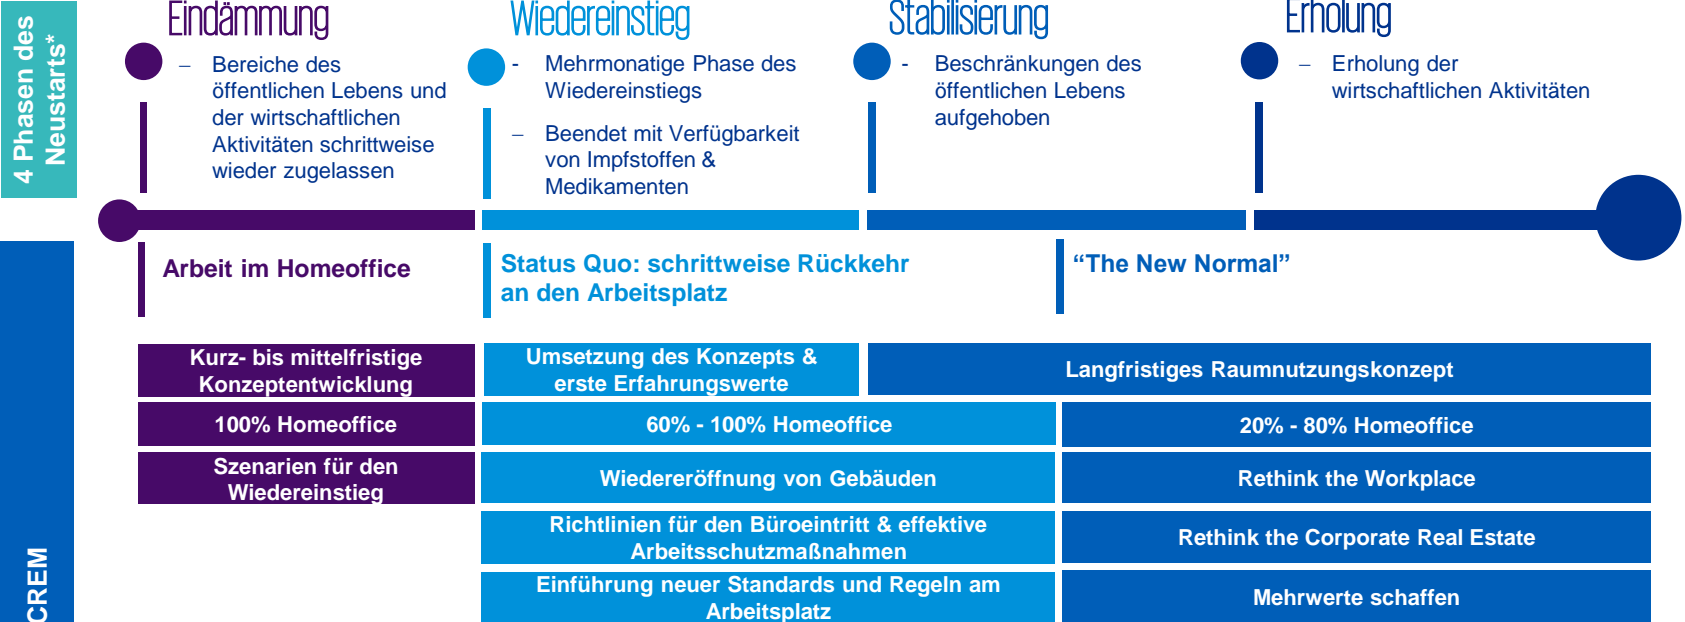 4 Phasen des
Neustarts*
Eindämmung
– Bereiche des
öffentlichen Lebens und
der wirtschaftlichen
Aktivitäten schrittweise
wieder zugelassen
Wiedereinstieg
- Mehrmonatige Phase des
Wiedereinstiegs
– Beendet mit Verfügbarkeit
von Impfstoffen &
Medikamenten
Stabilisierung
- Beschränkungen des
öffentlichen Lebens
aufgehoben
Erholung
– Erholung der
wirtschaftlichen Aktivitäten
CREM
Arbeit im Homeoffice
Status Quo: schrittweise Rückkehr
an den Arbeitsplatz
“The New Normal”
Kurz- bis mittelfristige
Konzeptentwicklung
Umsetzung des Konzepts &
erste Erfahrungswerte
Langfristiges Raumnutzungskonzept
100% Homeoffice
60% - 100% Homeoffice
20% - 80% Homeoffice
Szenarien für den
Wiedereinstieg
Wiedereröffnung von Gebäuden
Rethink the Workplace
Richtlinien für den Büroeintritt & effektive
Arbeitsschutzmaßnahmen
Rethink the Corporate Real Estate
Einführung neuer Standards und Regeln am
Arbeitsplatz
Mehrwerte schaffen